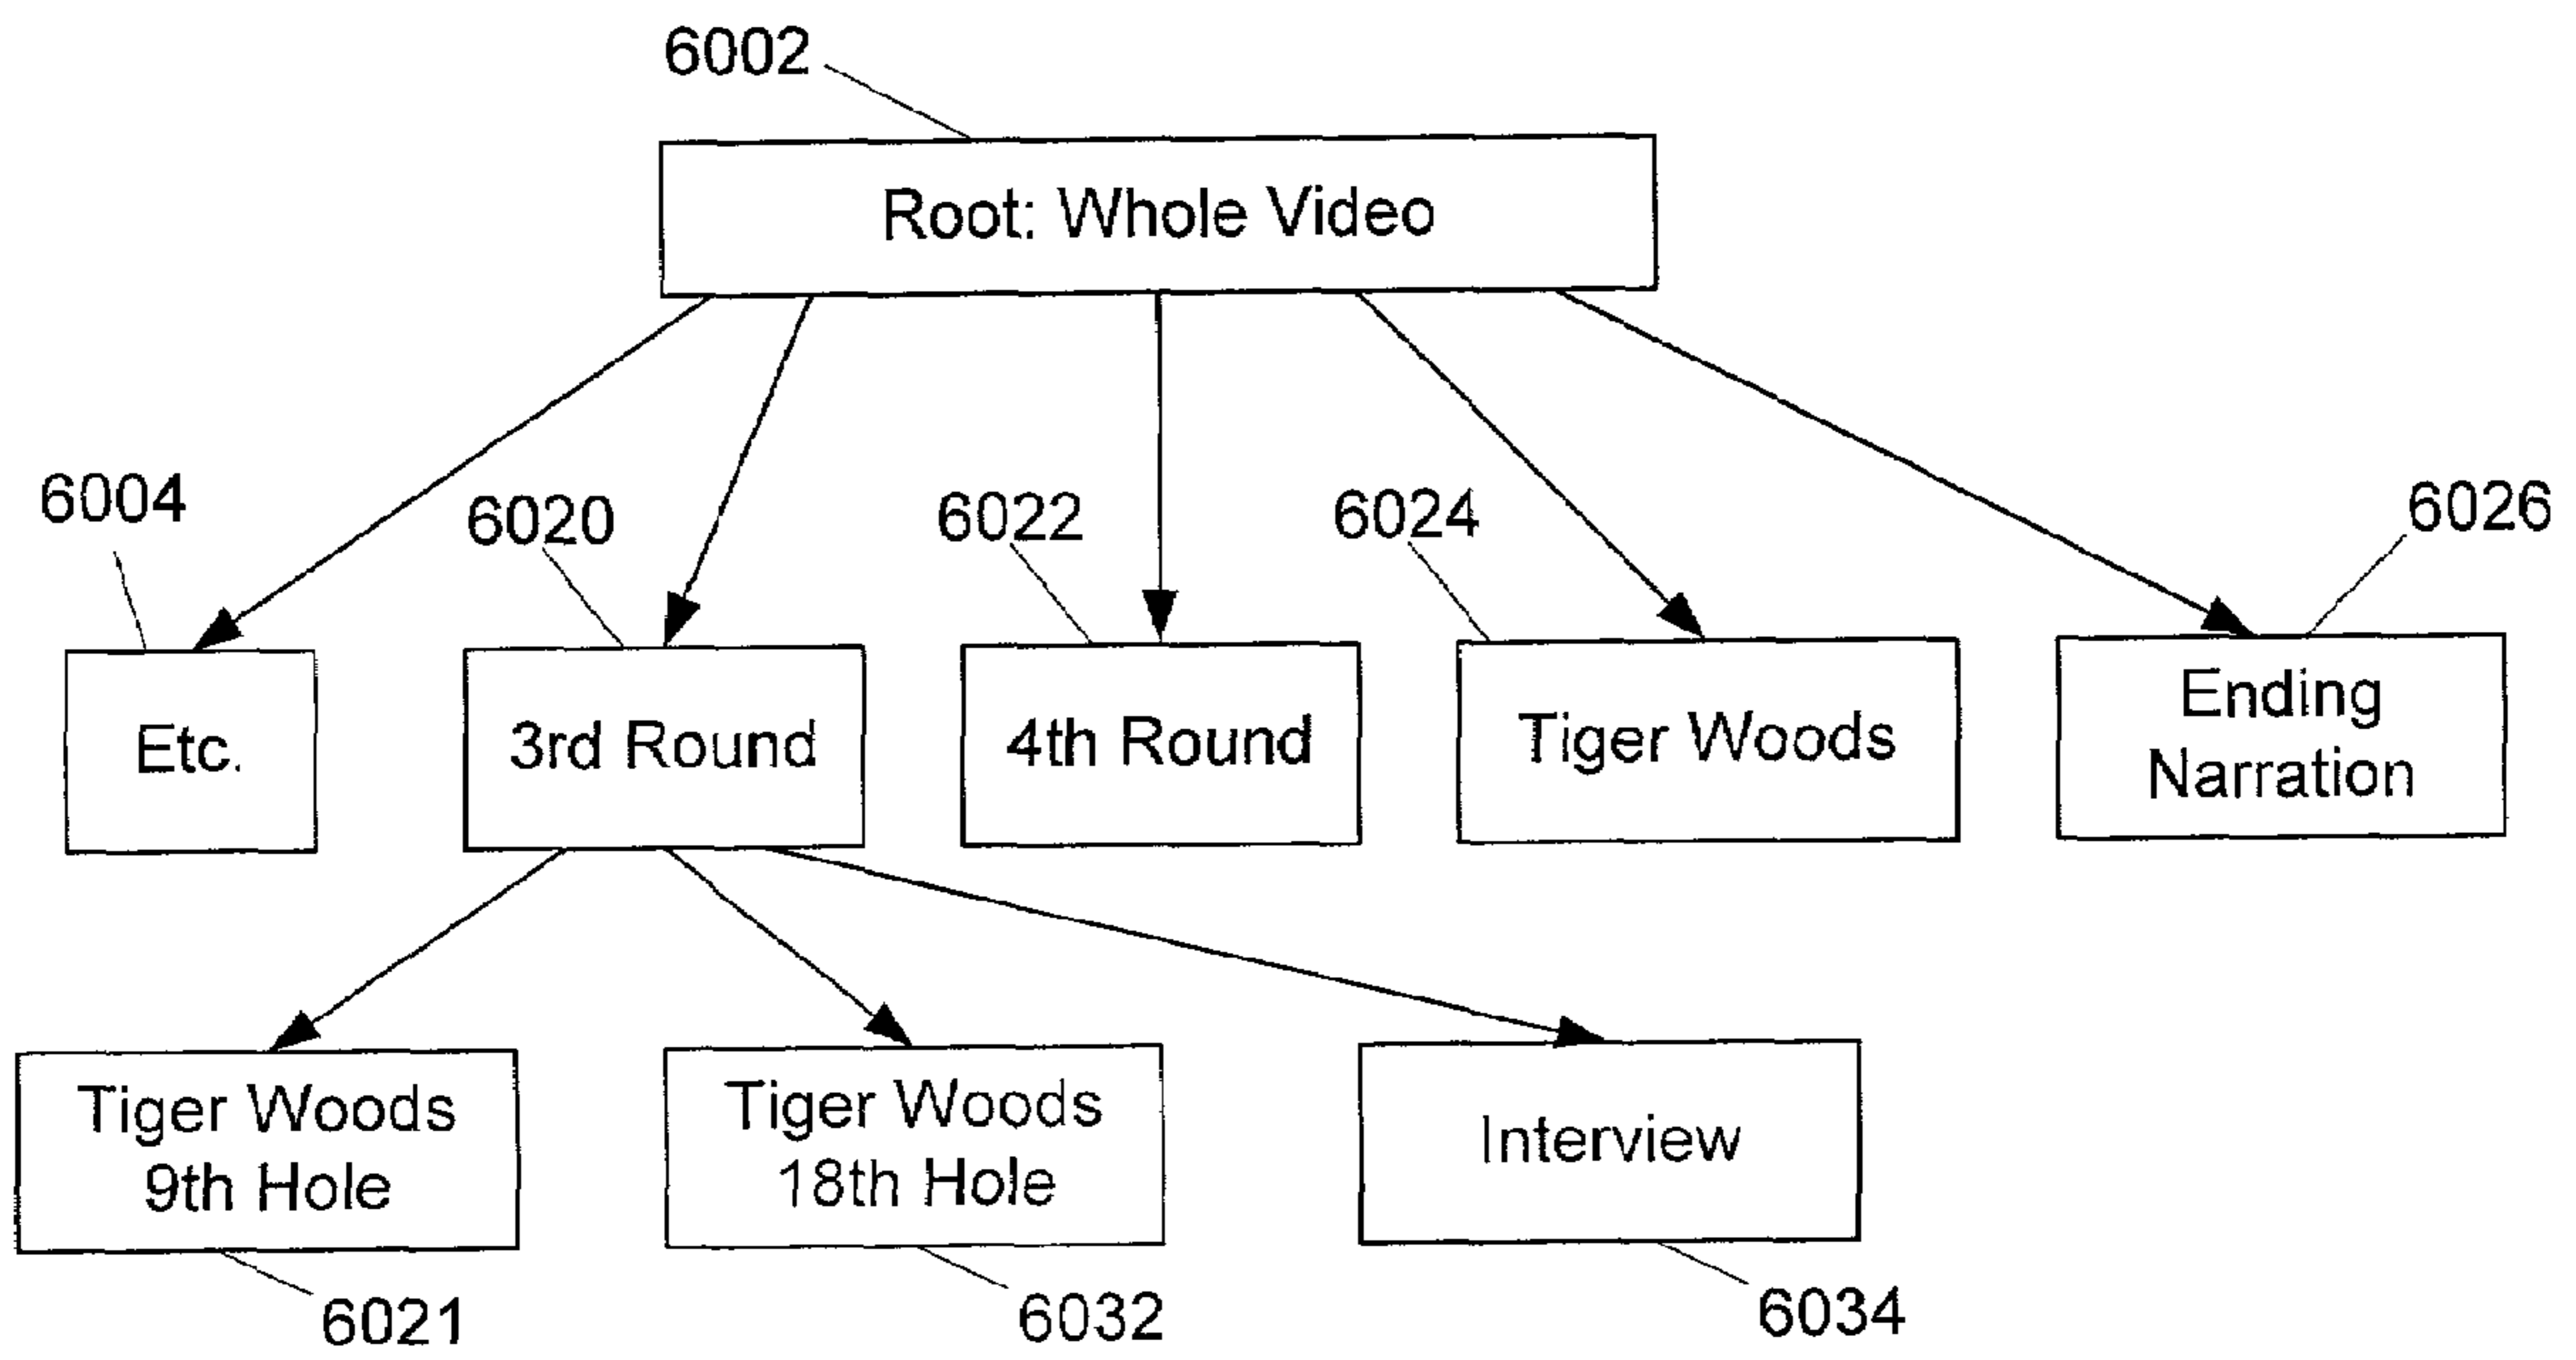 6002
Root: Whole Video
6004
6020
6022
6024
6026
Etc.
3rd Round
4th Round
Tiger Woods
Ending
Narration
Tiger Woods
9th Hole
Tiger Woods
18th Hole
Interview
6021
6032
6034